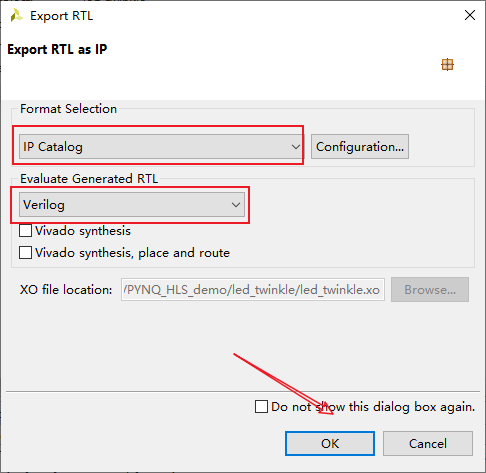 Export RTL
Export RTL as IP
Format Selection
IP Catalog
Configuration...
Evaluate Generated RTL
Verilog
Vivado synthesis
Vivado synthesis, place and route
XO file location: /PYNQ_HLS_demo/led_twinkle/led_twinkle.xo Browse...
Do not show this dialog box again.
OK Cancel